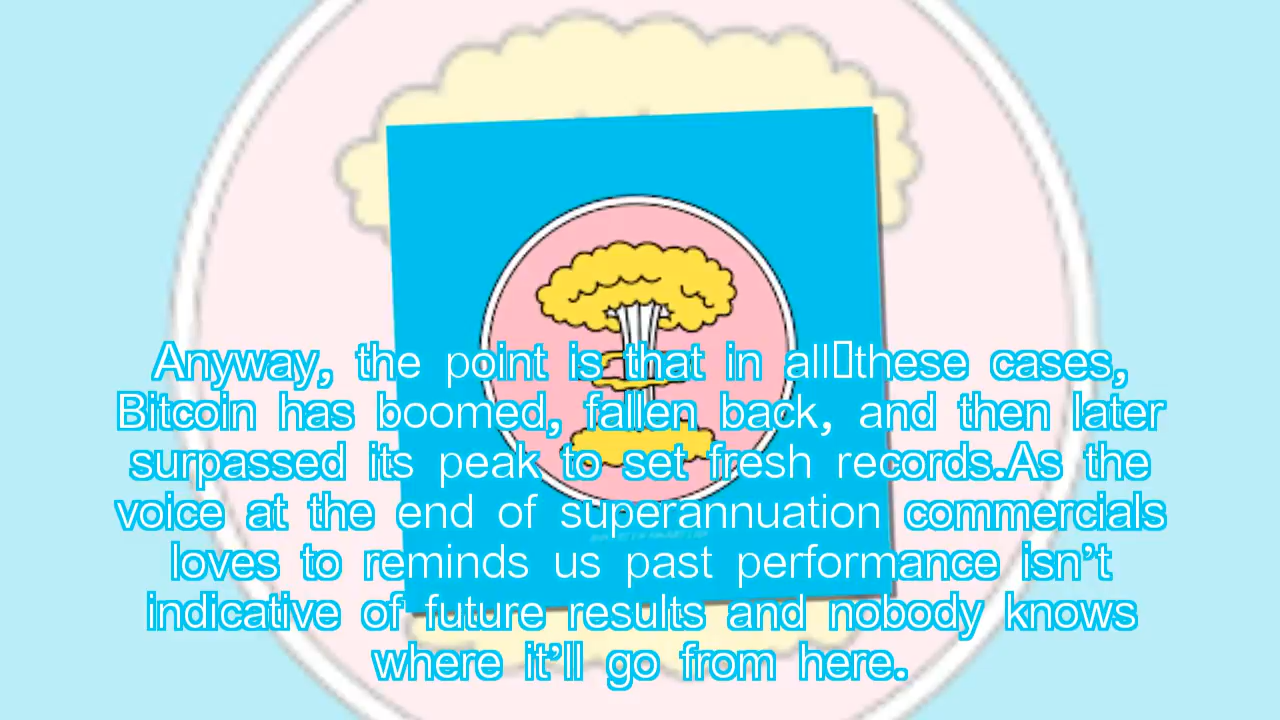 Anyway, the point is that in all▯these cases,
Bitcoin has boomed, fallen back, and then later
surpassed its peak to set fresh records.As the
voice at the end of superannuation commercials
loves to reminds us past performance isn't
indicative of future results and nobody knows
where it'll go from here.